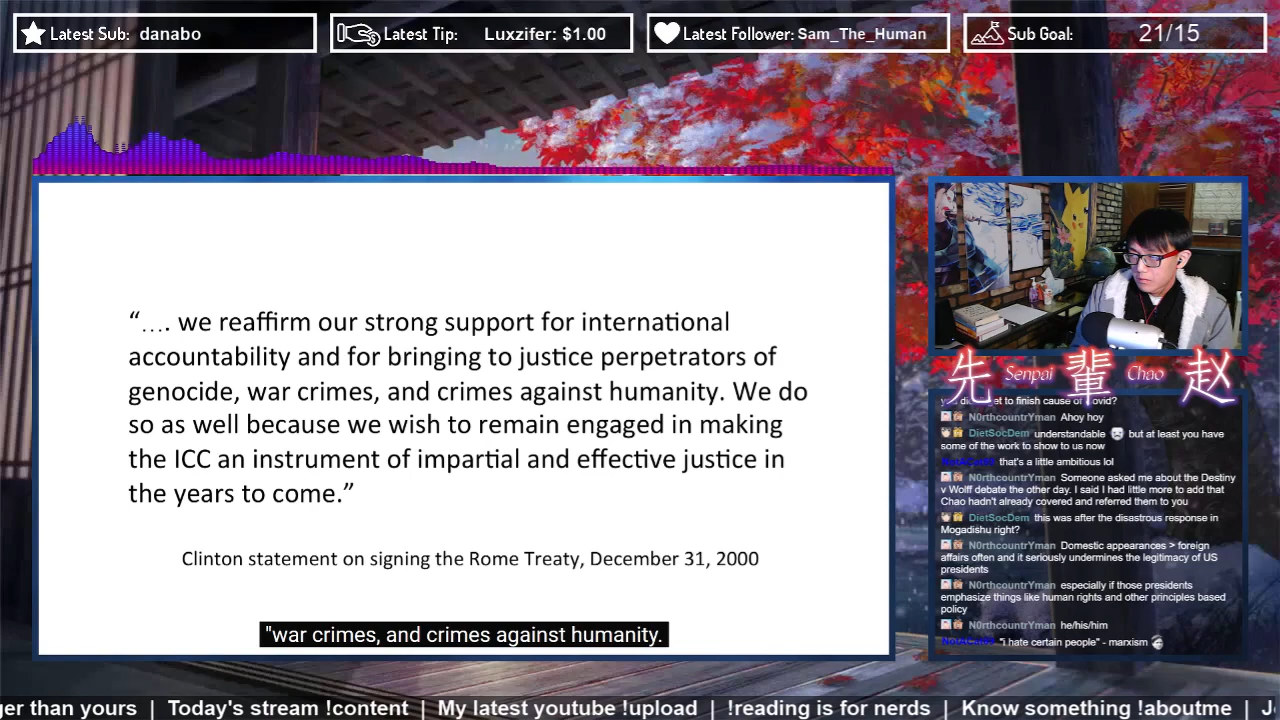 Latest Sub: danabo
Latest Tip: Luxzifer: $1.00
Latest Follower: Sam_The_Human
Sub Goal: 21/15
“…. we reaffirm our strong support for international
accountability and for bringing to justice perpetrators of
genocide, war crimes, and crimes against humanity. We do
so as well because we wish to remain engaged in making
the ICC an instrument of impartial and effective justice in
the years to come.”
Clinton statement on signing the Rome Treaty, December 31, 2000
"war crimes, and crimes against humanity.
先 Senpai 輩 Chao 赵
et to finish cause of
N0rthcountrYman Ahoy hoy
DietSocDem understandable but at least you have
some of the work to show to us now
that's a little ambitious lol
N0rthcountrYman Someone asked me about the Destiny
v Wolff debate the other day. I said I had little more to add that
Chao hadn't already covered and referred them to you
DietSocDem this was after the disastrous response in
Mogadishu right?
N0rthcountrYman Domestic appearances > foreign
affairs often and it seriously undermines the legitimacy of US
presidents
N0rthcountrYman especially if those presidents
emphasize things like human rights and other principles based
policy
N0rthcountrYman he/his/him
"i hate certain people" - marxism
ger than yours | Today's stream !content | My latest youtube !upload | !reading is for nerds | Know something !aboutme |